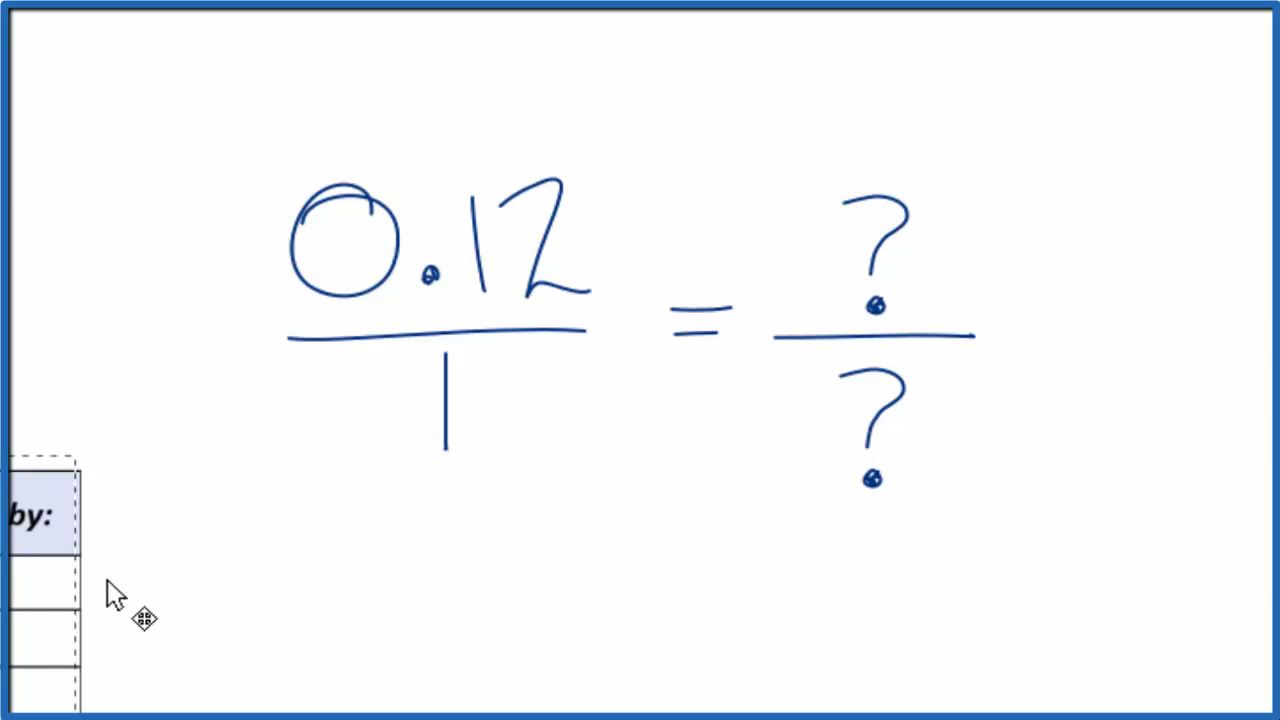 0.12
= ?
1 ?
by: